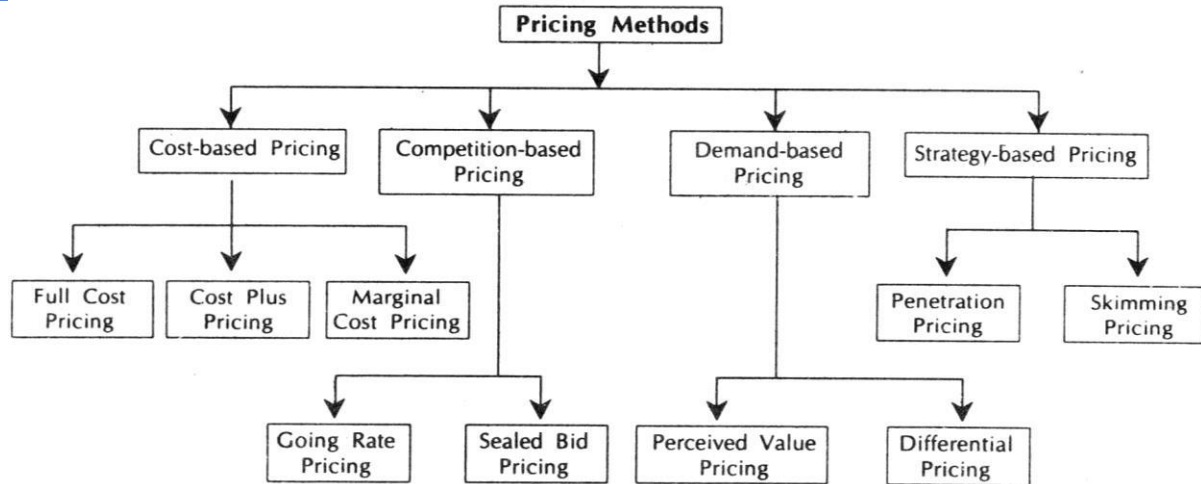 Pricing Methods
Cost-based Pricing
Competition-based
Pricing
Demand-based
Pricing
Strategy-based Pricing
Full Cost
Pricing
Cost Plus
Pricing
Marginal
Cost Pricing
Penetration
Pricing
Skimming
Pricing
Going Rate
Pricing
Sealed Bid
Pricing
Perceived Value
Pricing
Differential
Pricing